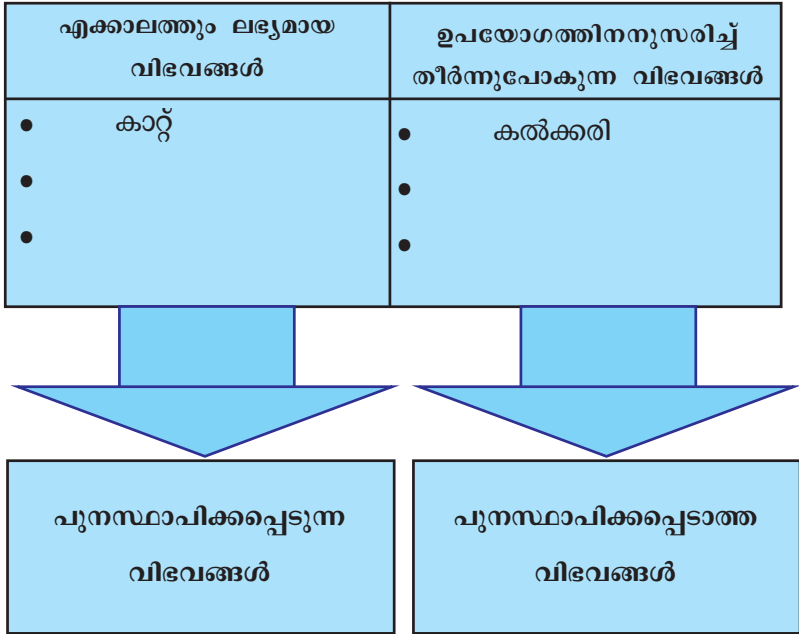 എക്കാലത്തും ലഭ്യമായ
വിഭവങ്ങൾ
ഉപയോഗത്തിനനുസരിച്ച്
തീർന്നുപോകുന്ന വിഭവങ്ങൾ
• കാറ്റ്
•
•
• കൽക്കരി
•
•
പുനസ്ഥാപിക്കപ്പെടുന്ന
വിഭവങ്ങൾ
പുനസ്ഥാപിക്കപ്പെടാത്ത
വിഭവങ്ങൾ